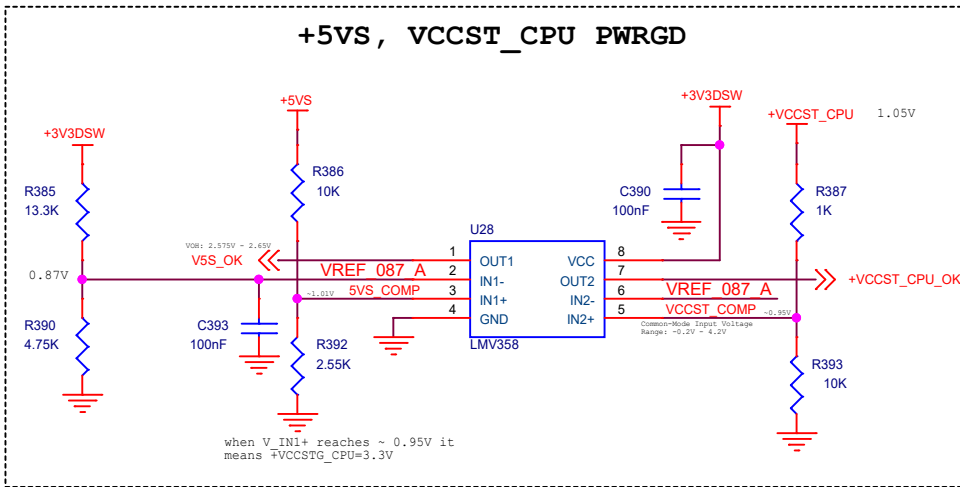 +5VS, VCCST_CPU PWRGD
+3V3DSW
R385
13.3K
0.87V
R390
4.75K
+5VS
R386
10K
VOH: 2.575V - 2.65V
V5S_OK
VREF_087_A
5VS_COMP
~1.01V
C393
100nF
R392
2.55K
when V_IN1+ reaches ~ 0.95V it
means +VCCSTG_CPU=3.3V
U28
1 OUT1 VCC 8
2 IN1- OUT2 7
3 IN1+ IN2- 6
4 GND IN2+ 5
LMV358
+3V3DSW
C390
100nF
+VCCST_CPU 1.05V
R387
1K
+VCCST_CPU_OK
VREF_087_A
VCCST_COMP ~0.95V
Common-Mode Input Voltage
Range: -0.2V - 4.2V
R393
10K